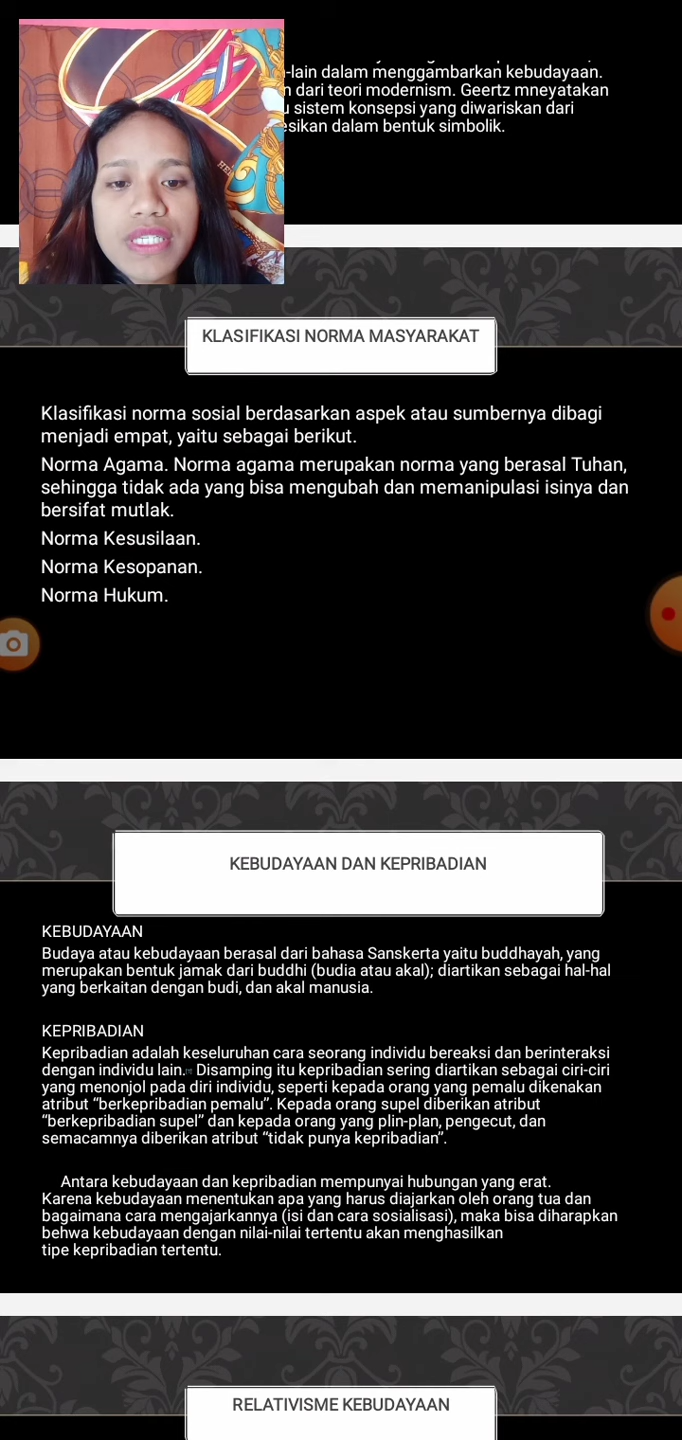 -lain dalam menggambarkan kebudayaan.
dari teori modernism. Geertz mneyatakan
sistem konsepsi yang diwariskan dari
esikan dalam bentuk simbolik.
KLASIFIKASI NORMA MASYARAKAT
Klasifikasi norma sosial berdasarkan aspek atau sumbernya dibagi
menjadi empat, yaitu sebagai berikut.
Norma Agama. Norma agama merupakan norma yang berasal Tuhan,
sehingga tidak ada yang bisa mengubah dan memanipulasi isinya dan
bersifat mutlak.
Norma Kesusilaan.
Norma Kesopanan.
Norma Hukum.
KEBUDAYAAN DAN KEPRIBADIAN
KEBUDAYAAN
Budaya atau kebudayaan berasal dari bahasa Sanskerta yaitu buddhayah, yang
merupakan bentuk jamak dari buddhi (budia atau akal); diartikan sebagai hal-hal
yang berkaitan dengan budi, dan akal manusia.
KEPRIBADIAN
Kepribadian adalah keseluruhan cara seorang individu bereaksi dan berinteraksi
dengan individu lain. Disamping itu kepribadian sering diartikan sebagai ciri-ciri
yang menonjol pada diri individu, seperti kepada orang yang pemalu dikenakan
atribut “berkepribadian pemalu”. Kepada orang supel diberikan atribut
“berkepribadian supel” dan kepada orang yang plin-plan, pengecut, dan
semacamnya diberikan atribut “tidak punya kepribadian”.
Antara kebudayaan dan kepribadian mempunyai hubungan yang erat.
Karena kebudayaan menentukan apa yang harus diajarkan oleh orang tua dan
bagaimana cara mengajarkannya (isi dan cara sosialisasi), maka bisa diharapkan
behwa kebudayaan dengan nilai-nilai tertentu akan menghasilkan
tipe kepribadian tertentu.
RELATIVISME KEBUDAYAAN